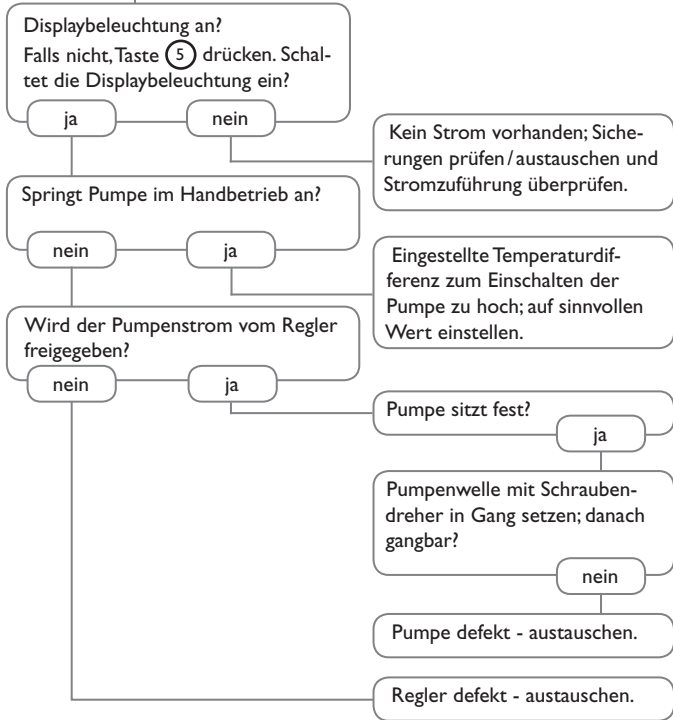 Displaybeleuchtung an?
Falls nicht, Taste 5 drücken. Schal-
tet die Displaybeleuchtung ein?
ja
nein
Kein Strom vorhanden; Siche-
rungen prüfen/austauschen und
Stromzuführung überprüfen.
Springt Pumpe im Handbetrieb an?
nein
ja
Eingestellte Temperaturdif-
ferenz zum Einschalten der
Pumpe zu hoch; auf sinnvollen
Wert einstellen.
Wird der Pumpenstrom vom Regler
freigegeben?
nein
ja
Pumpe sitzt fest?
ja
Pumpenwelle mit Schrauben-
dreher in Gang setzen; danach
gangbar?
nein
Pumpe defekt - austauschen.
Regler defekt - austauschen.